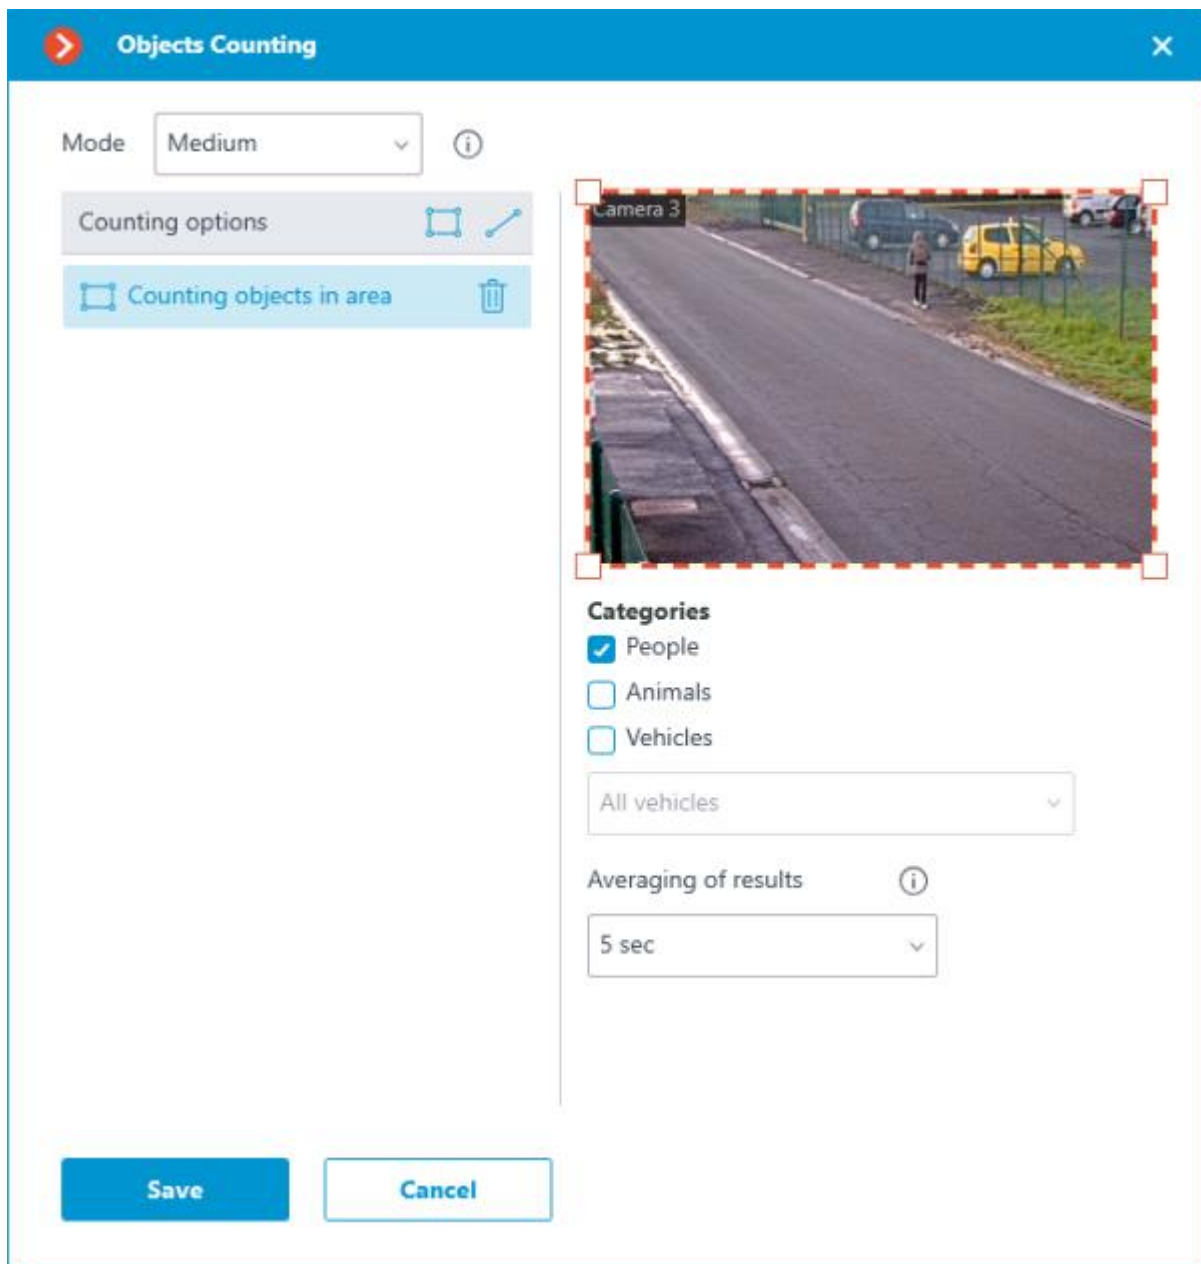 Objects Counting
Mode
Medium
Counting options
Counting objects in area
Camera 3
Categories
People
Animals
Vehicles
All vehicles
Averaging of results
5 sec
Save
Cancel